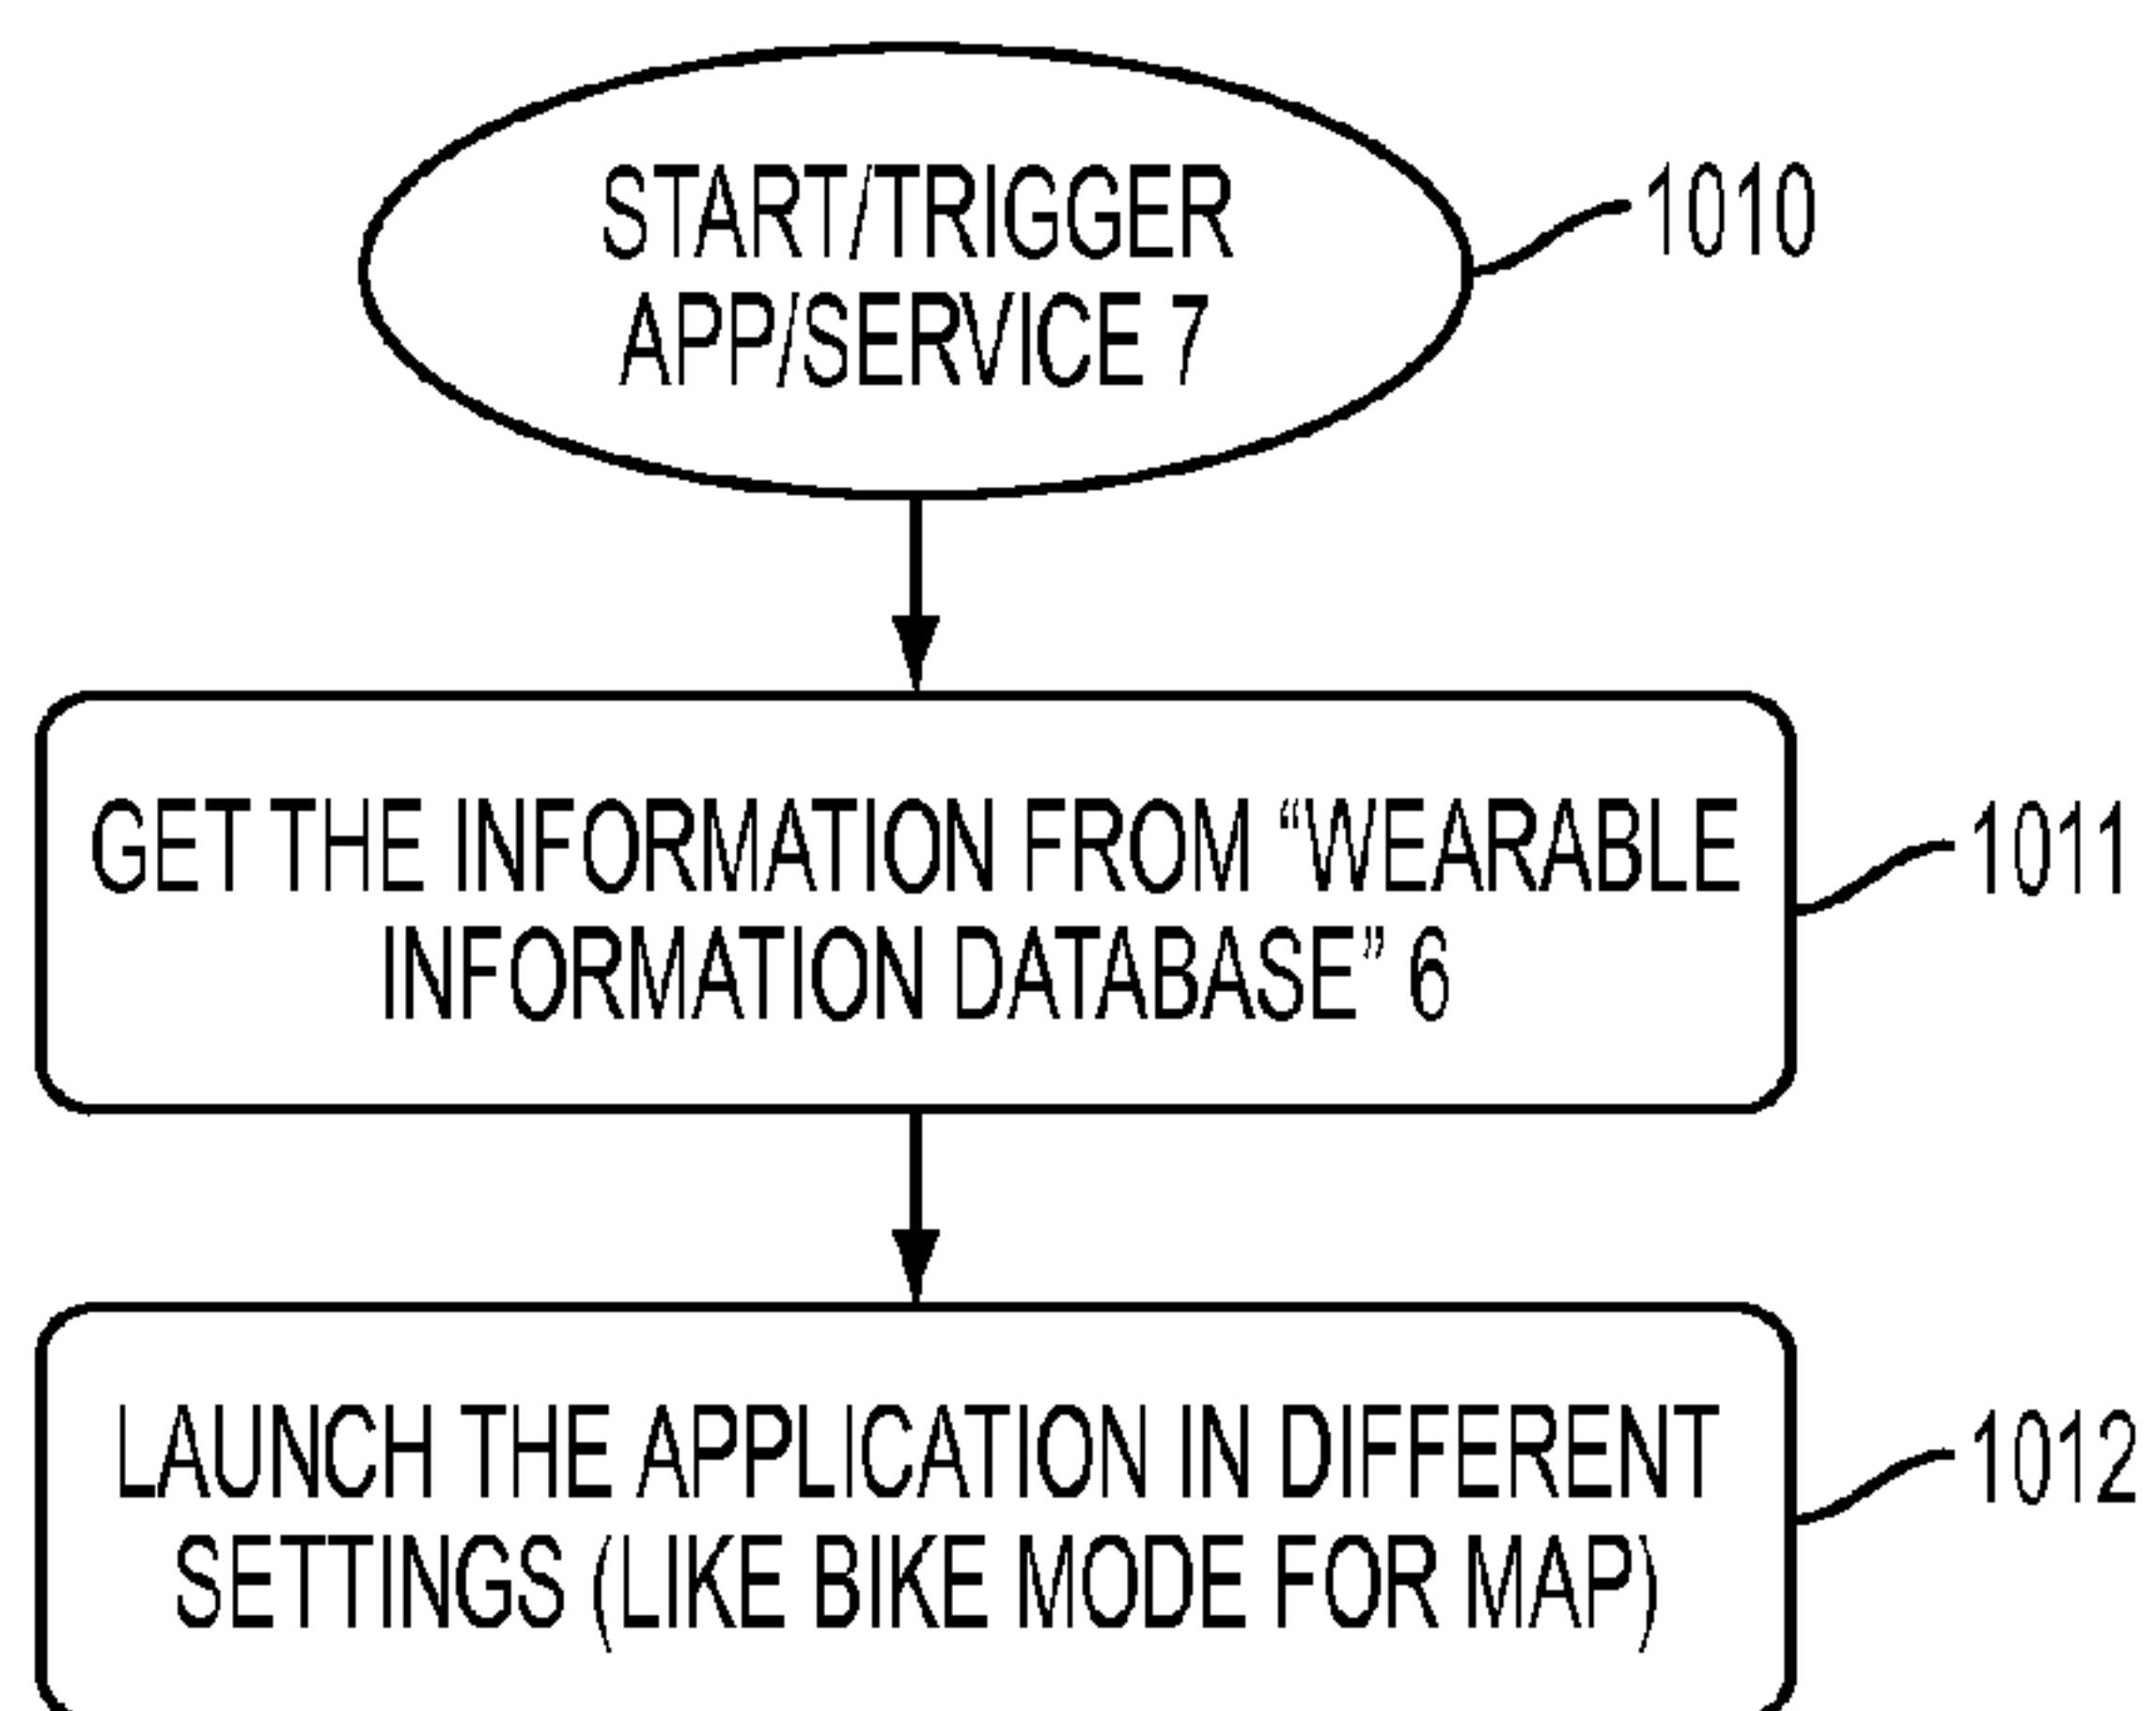 START/TRIGGER
APP/SERVICE 7
1010
GET THE INFORMATION FROM “WEARABLE
INFORMATION DATABASE” 6
1011
LAUNCH THE APPLICATION IN DIFFERENT
SETTINGS (LIKE BIKE MODE FOR MAP)
1012